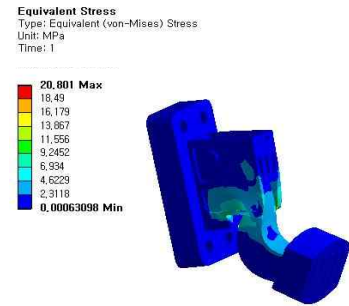 Equivalent Stress
Type: Equivalent (von-Mises) Stress
Unit: MPa
Time: 1
20,801 Max
18,49
16,179
13,867
11,556
9,2452
6,934
4,6229
2,3118
0,00063098 Min